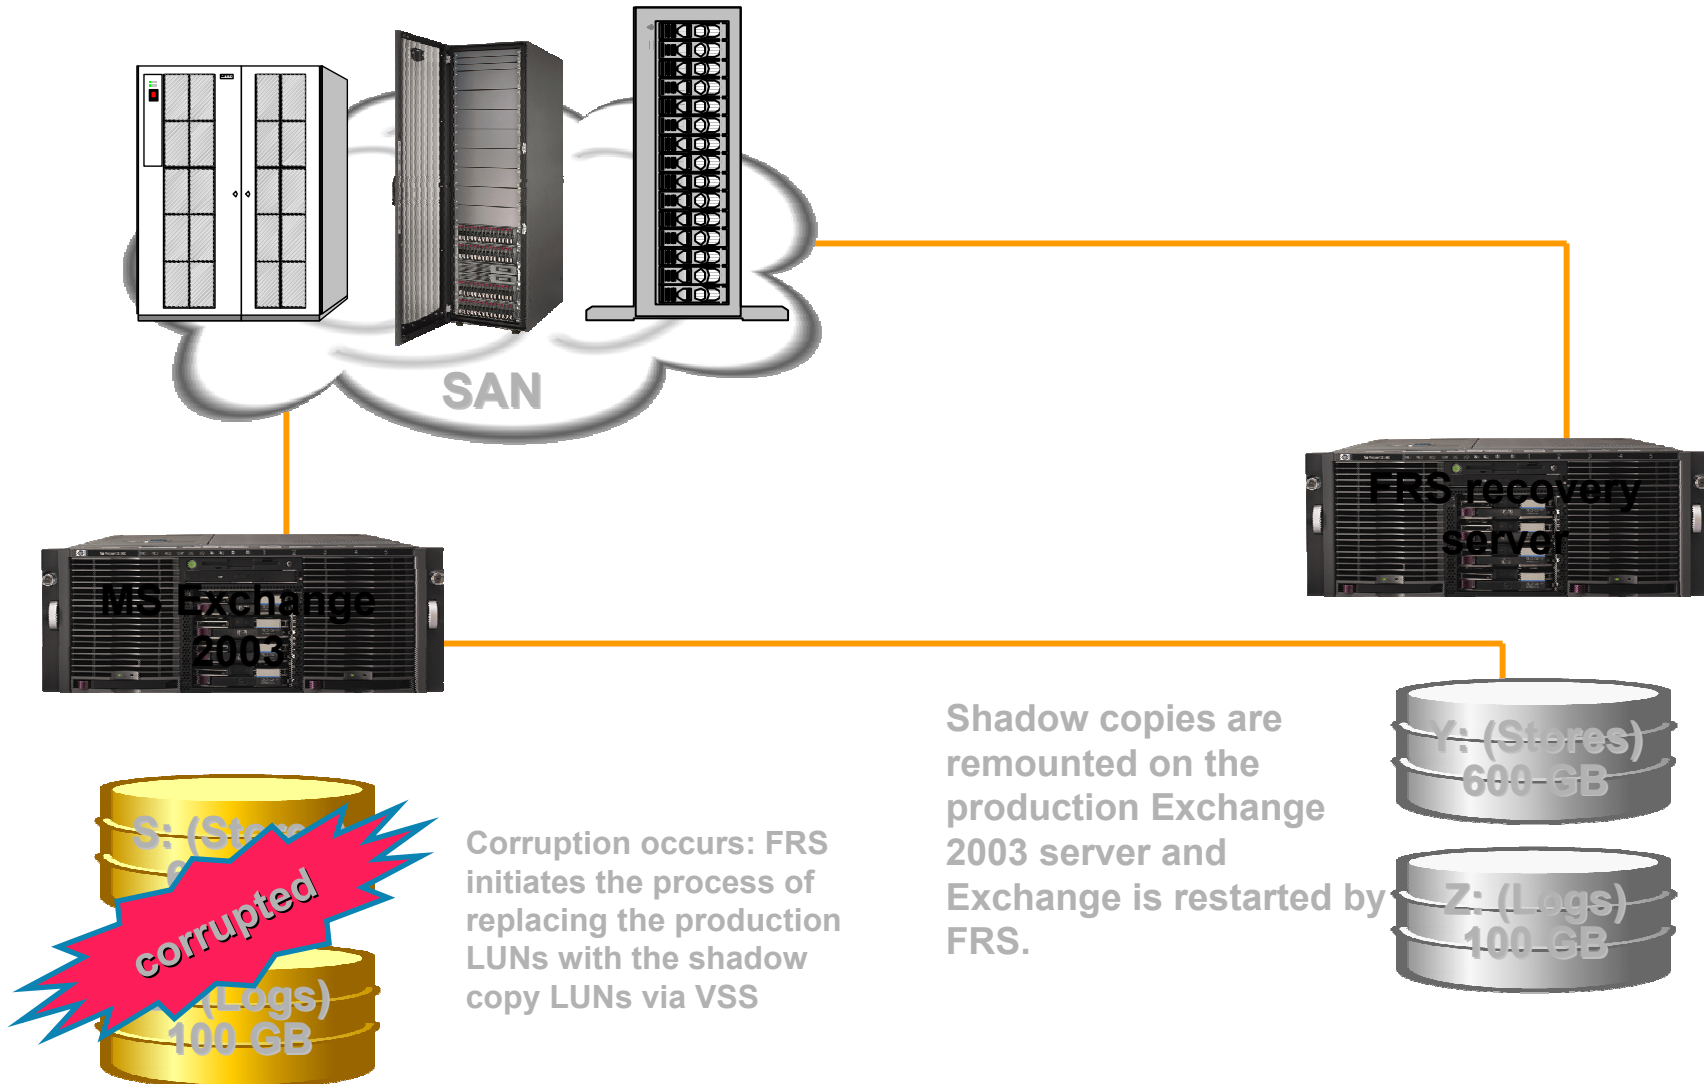 SAN
FRS recovery
server
MS Exchange
2003
Shadow copies are
remounted on the
production Exchange
2003 server and
Exchange is restarted by
FRS.
Y: (Stores)
600 GB
Z: (Logs)
100 GB
S:
corrupted
(Logs)
100 GB
Corruption occurs: FRS
initiates the process of
replacing the production
LUNs with the shadow
copy LUNs via VSS